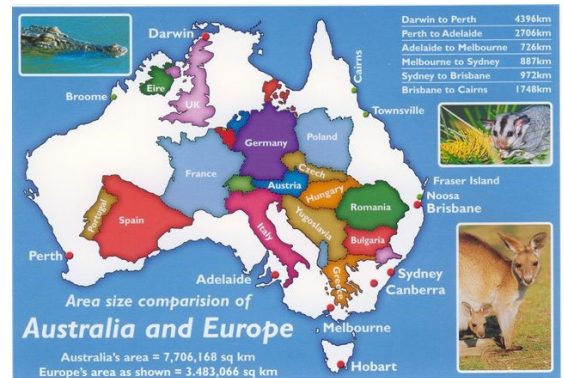 Darwin
Darwin to Perth 4396km
Perth to Adelaide 2706km
Adelaide to Melbourne 726km
Melbourne to Sydney 887km
Sydney to Brisbane 972km
Brisbane to Cairns 1748km
Cairns
Broome
Eire
UK
Townsville
Germany
Poland
France
Czech
Austria
Hungary
Fraser Island
Noosa
Brisbane
Portugal
Spain
Italy
Yugoslavia
Romania
Bulgaria
Greece
Perth
Adelaide
Sydney
Canberra
Area size comparision of
Australia and Europe
Melbourne
Australia's area = 7,706,168 sq km
Europe's area as shown = 3.483,066 sq km
Hobart